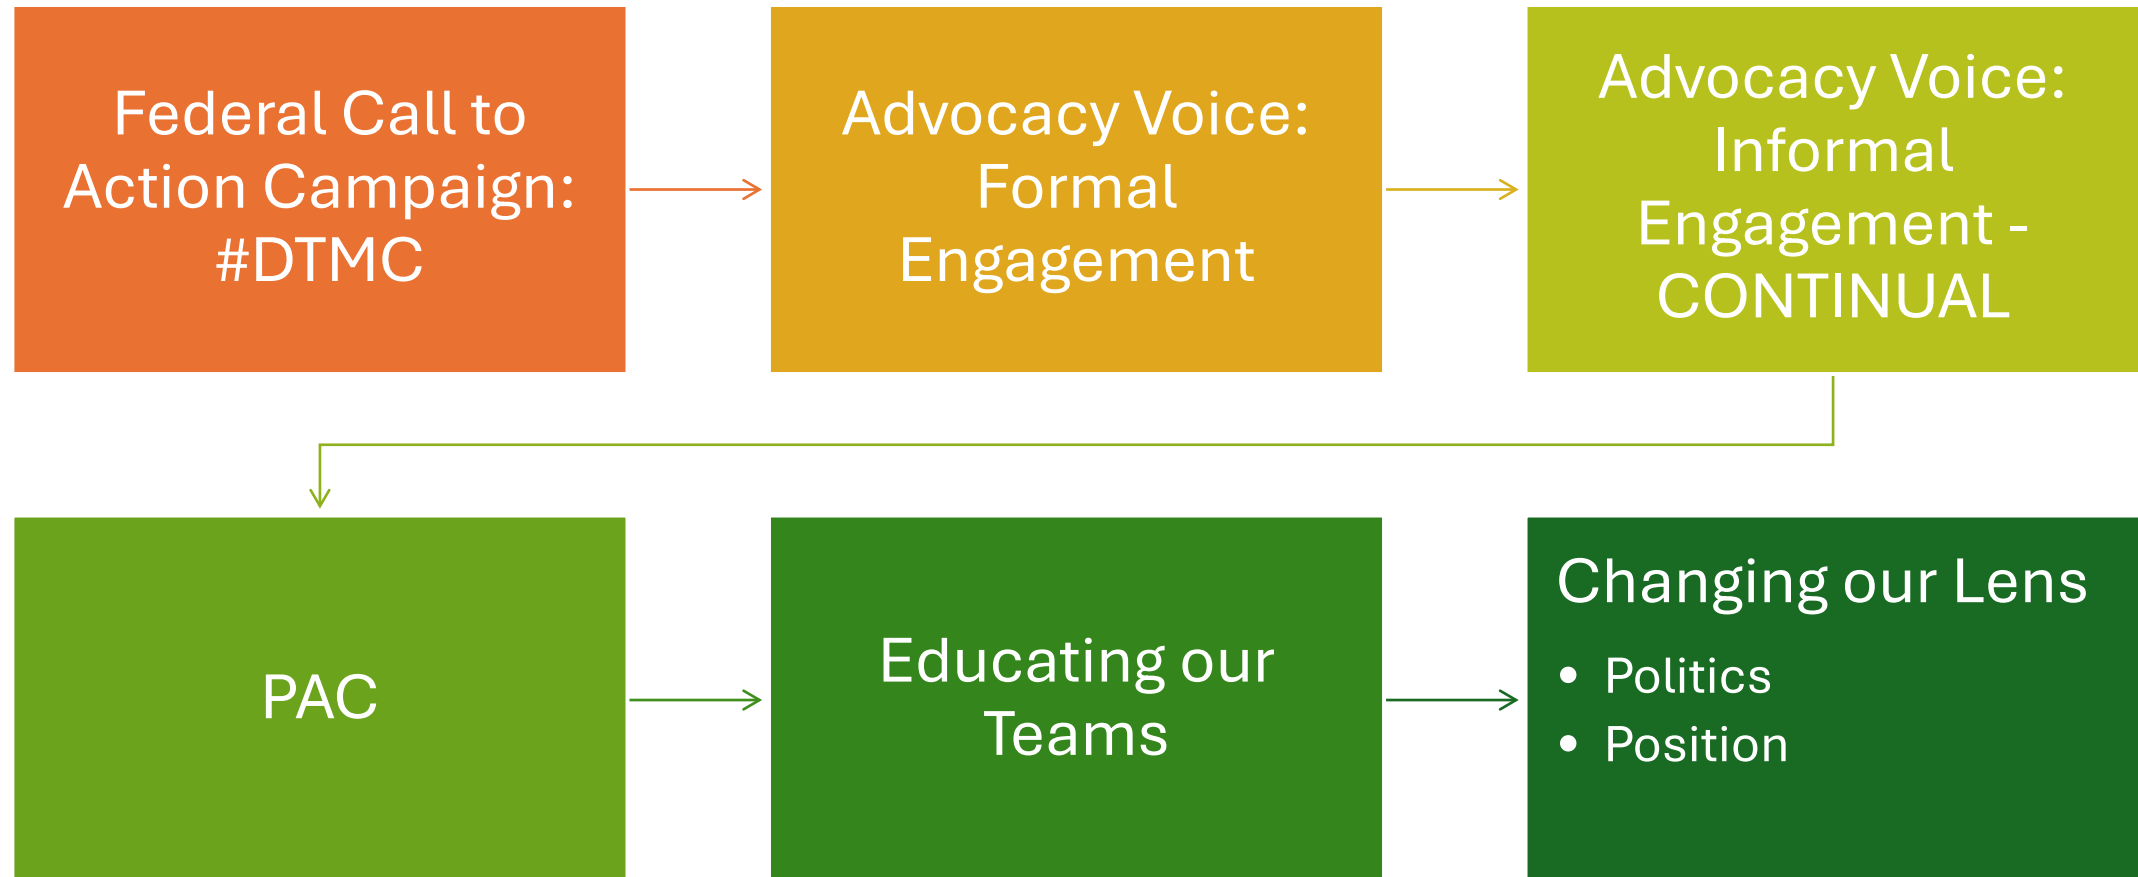 Federal Call to
Action Campaign:
#DTMC
Advocacy Voice:
Formal
Engagement
Advocacy Voice:
Informal
Engagement -
CONTINUAL
PAC
Educating our
Teams
Changing our Lens
• Politics
• Position